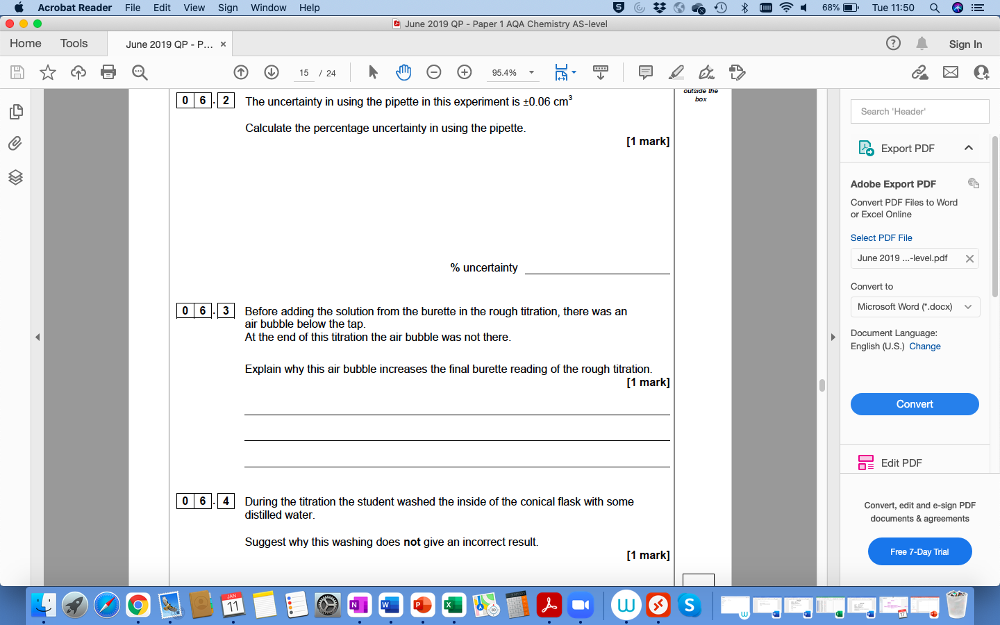 Acrobat Reader File Edit View Sign Window Help 68% Tue 11:50
June 2019 QP - Paper 1 AQA Chemistry AS-level
Home Tools June 2019 QP - P... × Sign In
15 / 24 95.4%
outside the
box
0 6 . 2 The uncertainty in using the pipette in this experiment is ±0.06 cm³
Calculate the percentage uncertainty in using the pipette.
[1 mark]
% uncertainty
0 6 . 3 Before adding the solution from the burette in the rough titration, there was an
air bubble below the tap.
At the end of this titration the air bubble was not there.
Explain why this air bubble increases the final burette reading of the rough titration.
[1 mark]
0 6 . 4 During the titration the student washed the inside of the conical flask with some
distilled water.
Suggest why this washing does not give an incorrect result.
[1 mark]
Search 'Header'
Export PDF
Adobe Export PDF
Convert PDF Files to Word
or Excel Online
Select PDF File
June 2019 ...-level.pdf
Convert to
Microsoft Word (*.docx)
Document Language:
English (U.S.) Change
Convert
Edit PDF
Convert, edit and e-sign PDF
documents & agreements
Free 7-Day Trial
JAN
11
N W P X W S